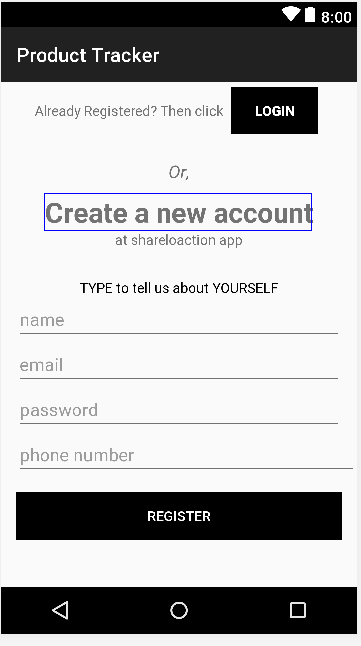 8:00
Product Tracker
Already Registered? Then click LOGIN
Or,
Create a new account
at shareloaction app
TYPE to tell us about YOURSELF
name
email
password
phone number
REGISTER